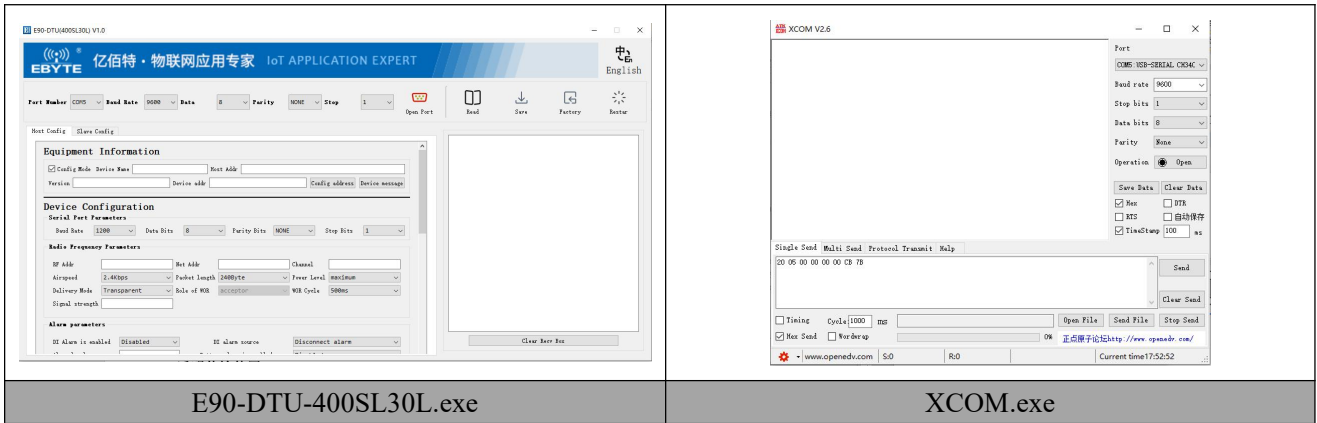 E90-DTU(400SL30L) V1.0
EBYTE 亿佰特·物联网应用专家 IoT APPLICATION EXPERT
中 En
English
Port Number COM5 Baud Rate 9600 Data 8 Parity NONE Stop 1
Open Port Read Save Factory Restar
Host Config Slave Config
Equipment Information
Config Mode Device Name Host Addr
Version Device addr Config address Device message
Device Configuration
Serial Port Parameters
Baud Rate 1200 Data Bits 8 Parity Bits NONE Stop Bits 1
Radio Frequency Parameters
RF Addr Net Addr Channel
Airspeed 2.4Kbps Packet length 240Byte Power Level maximum
Delivery Mode Transparent Role of WOR acceptor WOR Cycle 500ms
Signal strength
Alarm parameters
DI Alarm is enabled Disabled DI alarm source Disconnect alarm
Clear Recv Box
E90-DTU-400SL30L.exe
XCOM V2.6
Port
COM5:USB-SERIAL CH34C
Baud rate 9600
Stop bits 1
Data bits 8
Parity None
Operation Open
Save Data Clear Data
Hex DTR
RTS 自动保存
TimeStamp 100 ms
Single Send Multi Send Protocol Transmit Help
20 05 00 00 00 00 CB 7B
Send
Clear Send
Timing Cycle: 1000 ms Open File Send File Stop Send
Hex Send Wordwrap 0% 正点原子论坛http://www.openedv.com/
www.openedv.com S:0 R:0 Current time17:52:52
XCOM.exe